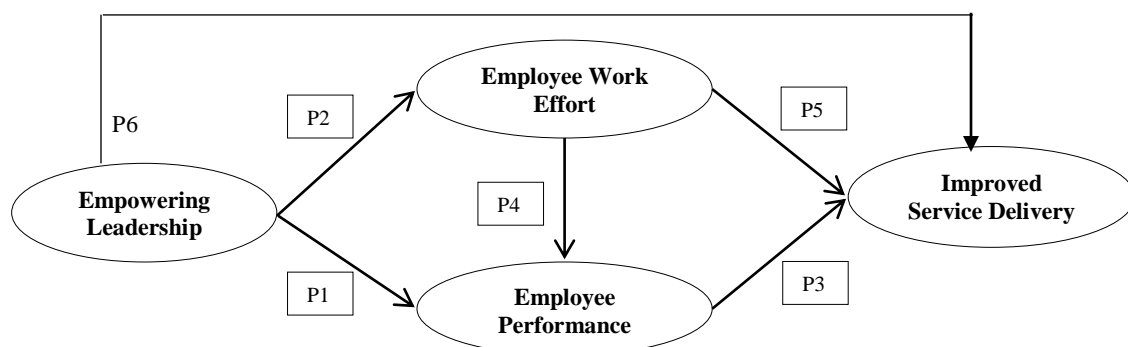 Employee Work
Effort
P2
P5
P6
Empowering
Leadership
Improved
Service Delivery
P4
P1
Employee
Performance
P3